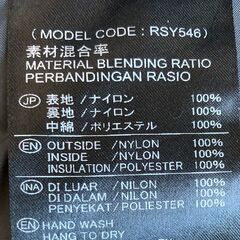 ( MODEL CODE : RSY546)
素材混合率
MATERIAL BLENDING RATIO
PERBANDINGAN RASIO
JP 表地/ナイロン 100%
裏地/ナイロン 100%
中綿/ポリエステル 100%
EN OUTSIDE /NYLON 100%
INSIDE /NYLON 100%
INSULATION/POLYESTER 100%
INA DI LUAR /NILON 100%
DI DALAM /NILON 100%
PENYEKAT/POLIESTER 100%
EN HAND WASH
HANG TO DRY